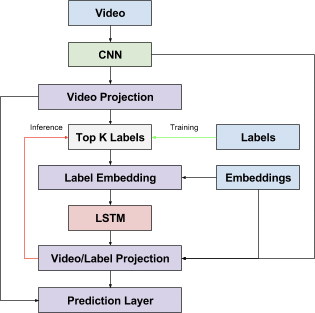 Video
CNN
Video Projection
Inference
Training
Top K Labels
Labels
Label Embedding
Embeddings
LSTM
Video/Label Projection
Prediction Layer